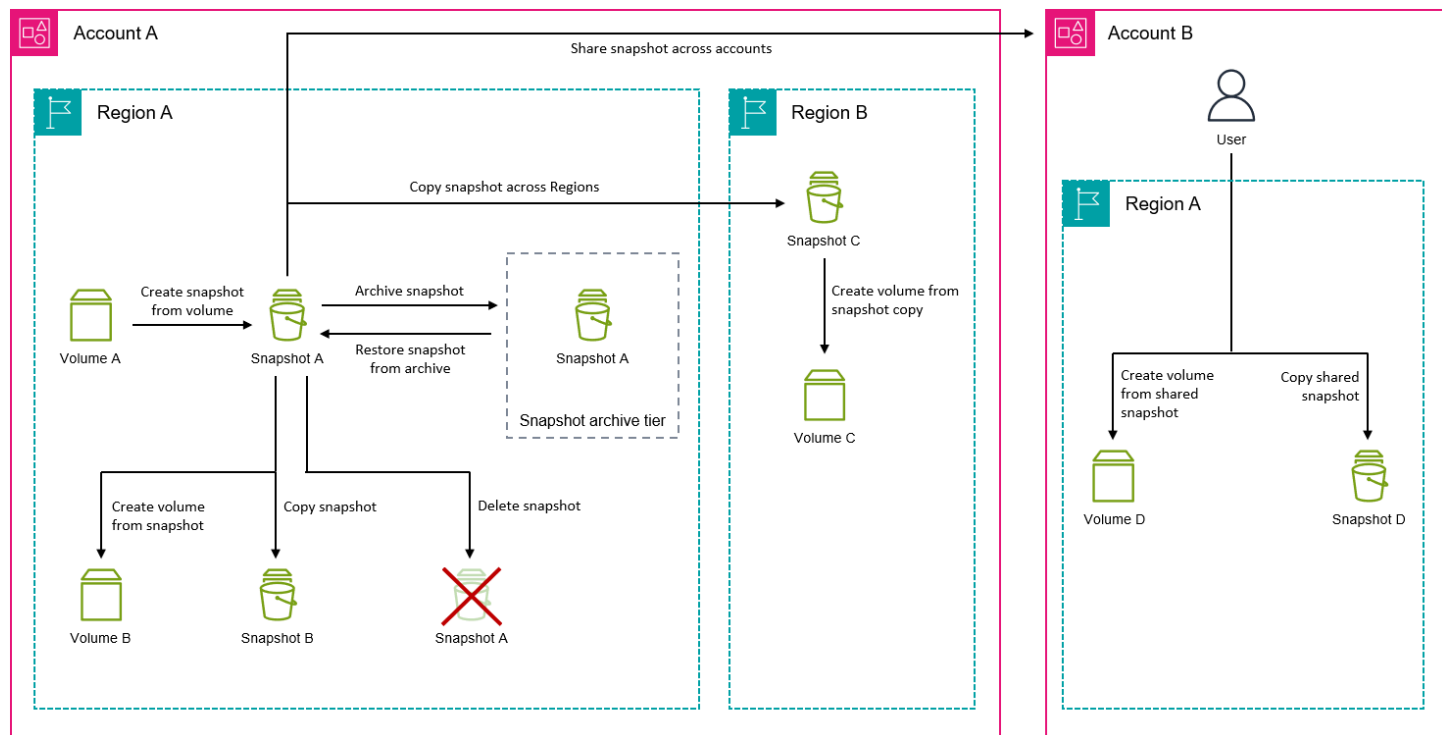 Account A
Share snapshot across accounts
Account B
Region A
Region B
User
Copy snapshot across Regions
Region A
Snapshot C
Create snapshot
from volume
Archive snapshot
Create volume from
snapshot copy
Volume A
Snapshot A
Restore snapshot
from archive
Snapshot A
Snapshot archive tier
Volume C
Create volume
from shared
snapshot
Copy shared
snapshot
Create volume
from snapshot
Copy snapshot
Delete snapshot
Volume D
Snapshot D
Volume B
Snapshot B
Snapshot A